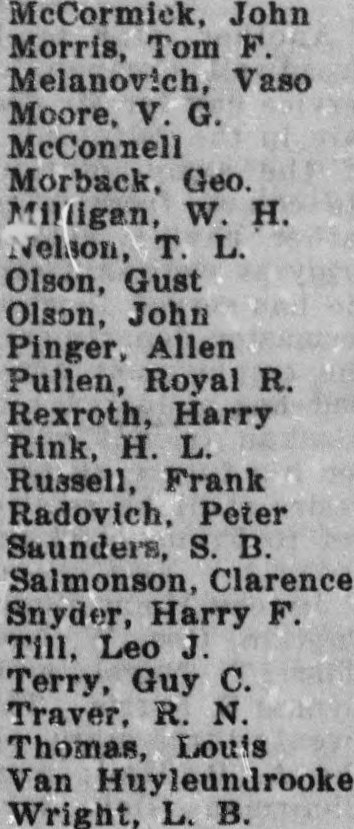 McCormick, John
Morris, Tom F.
Melanovich, Vaso
Moore, V. G.
McConnell
Morback, Geo.
Milligan, W. H.
Nelson, T. L.
Olson, Gust
Olson, John
Pinger, Allen
Pullen, Royal R.
Rexroth, Harry
Rink, H. L.
Russell, Frank
Radovich, Peter
Saunders, S. B.
Salmonson, Clarence
Snyder, Harry F.
Till, Leo J.
Terry, Guy C.
Traver, R. N.
Thomas, Louis
Van Huyleundrooke
Wright, L. B.